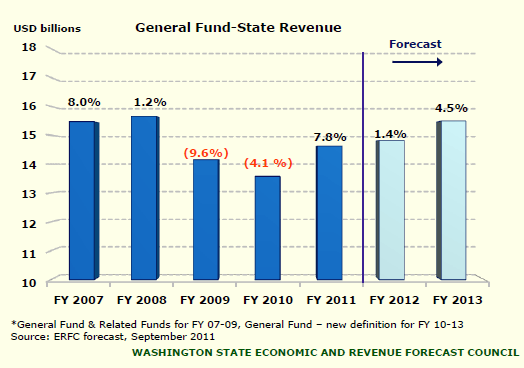 General Fund-State Revenue
USD billions
Forecast
18
17
16
15
14
13
12
11
10
8.0%
1.2%
(9.6%)
(4.1 %)
7.8%
1.4%
4.5%
FY 2007 FY 2008 FY 2009 FY 2010 FY 2011 FY 2012 FY 2013
*General Fund & Related Funds for FY 07-09, General Fund – new definition for FY 10-13
Source: ERFC forecast, September 2011
WASHINGTON STATE ECONOMIC AND REVENUE FORECAST COUNCIL